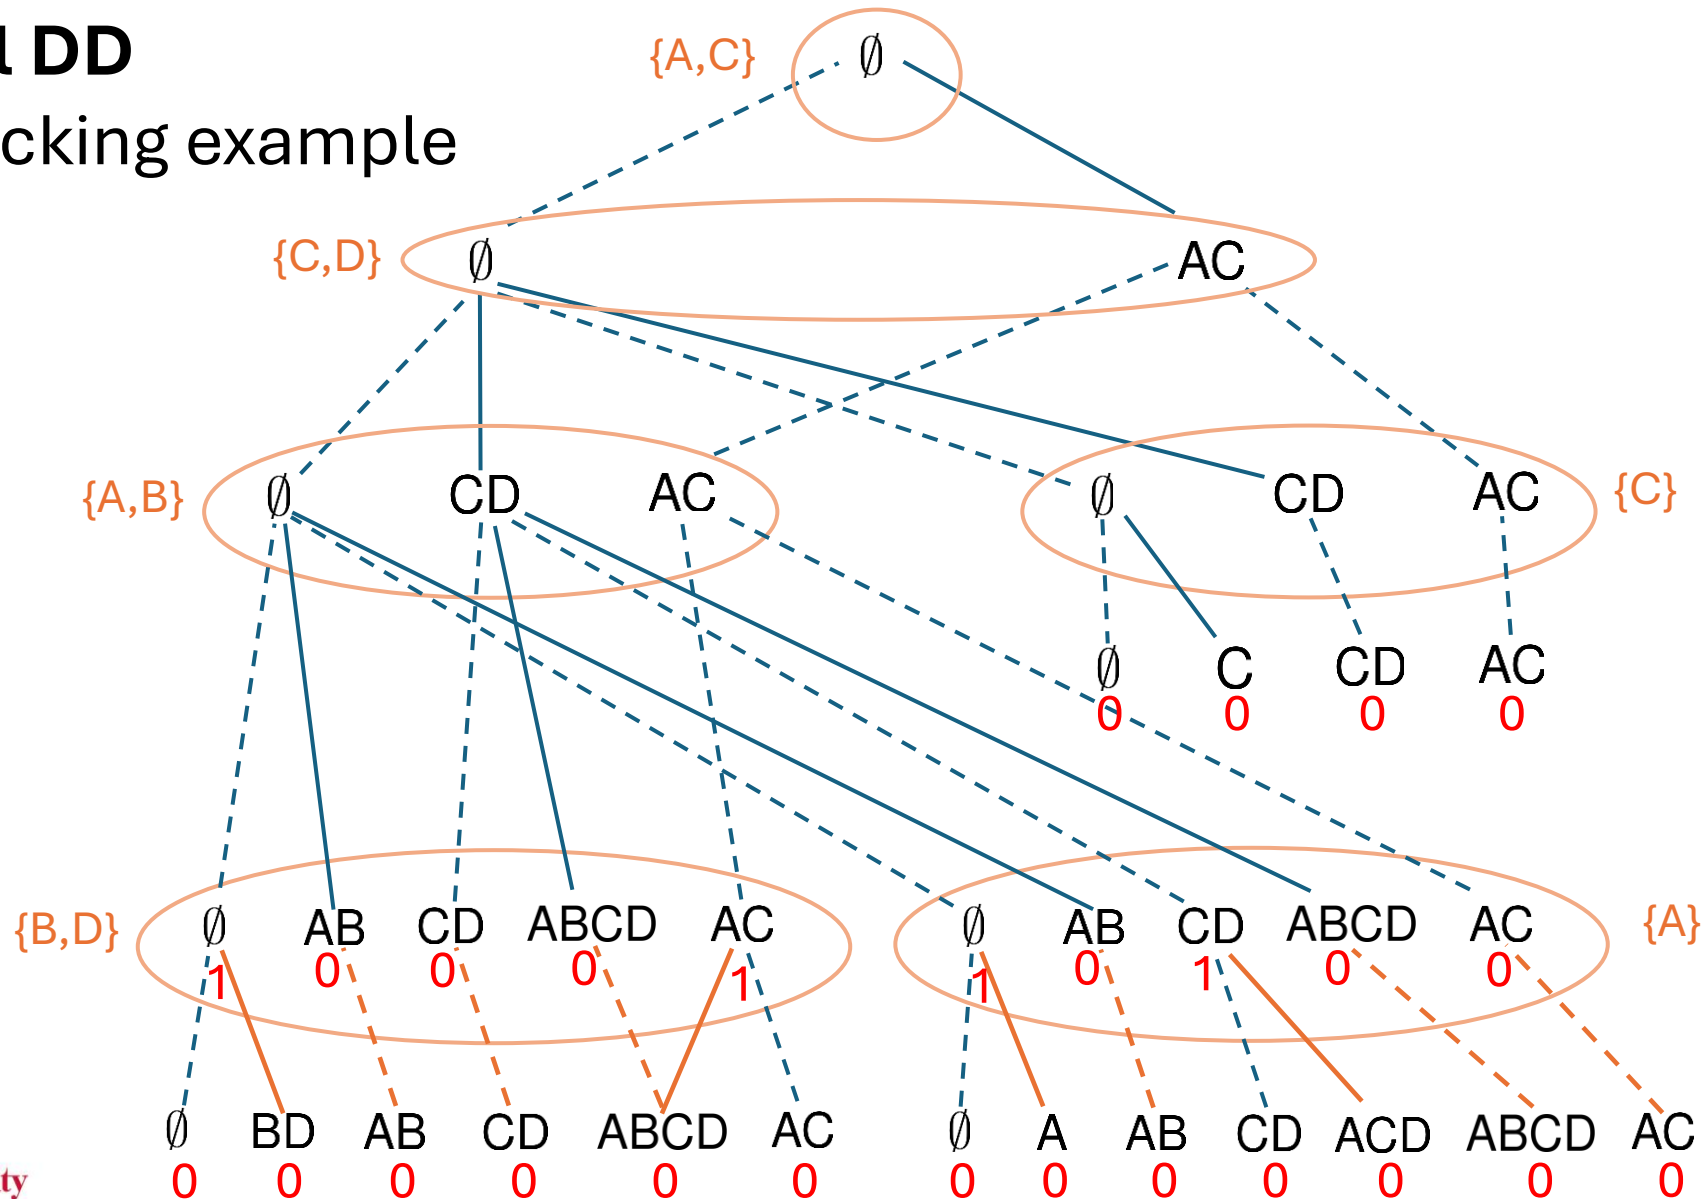 l DD
cking example
{A,C} ∅
{C,D} ∅ AC
{A,B} ∅ CD AC ∅ CD AC {C}
∅ C CD AC
0 0 0 0
{B,D} ∅ AB CD ABCD AC ∅ AB CD ABCD AC {A}
1 0 0 0 1 1 0 1 0 0
∅ BD AB CD ABCD AC ∅ A AB CD ACD ABCD AC
0 0 0 0 0 0 0 0 0 0 0 0 0
ty